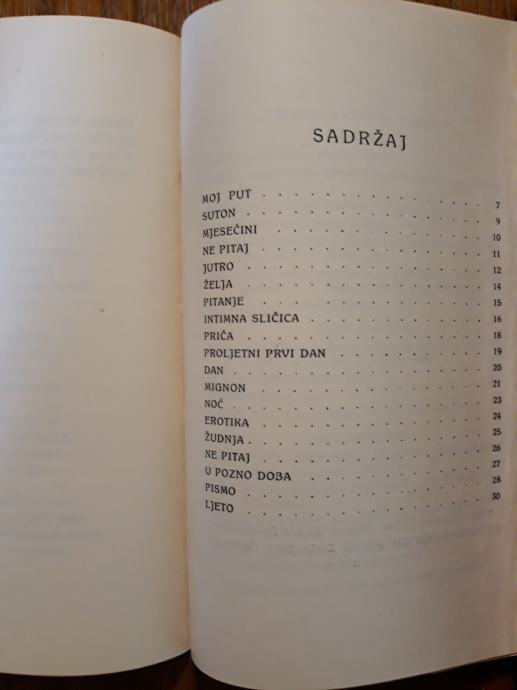 SADRŽAJ
MOJ PUT . . . . . . . . . . . . . . . . 7
SUTON . . . . . . . . . . . . . . . . 9
MJESEČINI . . . . . . . . . . . . . . . . 10
NE PITAJ . . . . . . . . . . . . . . . . 11
JUTRO . . . . . . . . . . . . . . . . 12
ŽELJA . . . . . . . . . . . . . . . . 14
PITANJE . . . . . . . . . . . . . . . . 15
INTIMNA SLIČICA . . . . . . . . . . . . . 16
PRIČA . . . . . . . . . . . . . . . . 18
PROLJETNI PRVI DAN . . . . . . . . . . . 19
DAN . . . . . . . . . . . . . . . . 20
MIGNON . . . . . . . . . . . . . . . . 21
NOĆ . . . . . . . . . . . . . . . . 23
EROTIKA . . . . . . . . . . . . . . . . 24
ŽUDNJA . . . . . . . . . . . . . . . . 25
NE PITAJ . . . . . . . . . . . . . . . . 26
U POZNO DOBA . . . . . . . . . . . . . 27
PISMO . . . . . . . . . . . . . . . . 28
LJETO . . . . . . . . . . . . . . . . 30